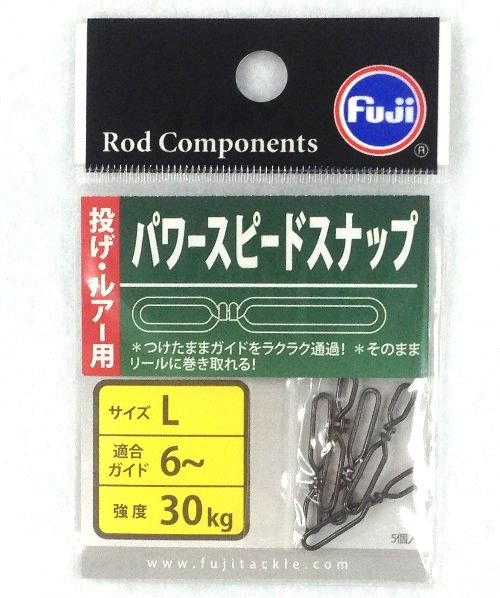 Fuji
®
Rod Components
投げ・ルアー用
パワースピードスナップ
*つけたままガイドをラクラク通過! *そのまま
リールに巻き取れる!
サイズ L
適合
ガイド 6~
強度 30kg
5個入
www.fujitackle.com